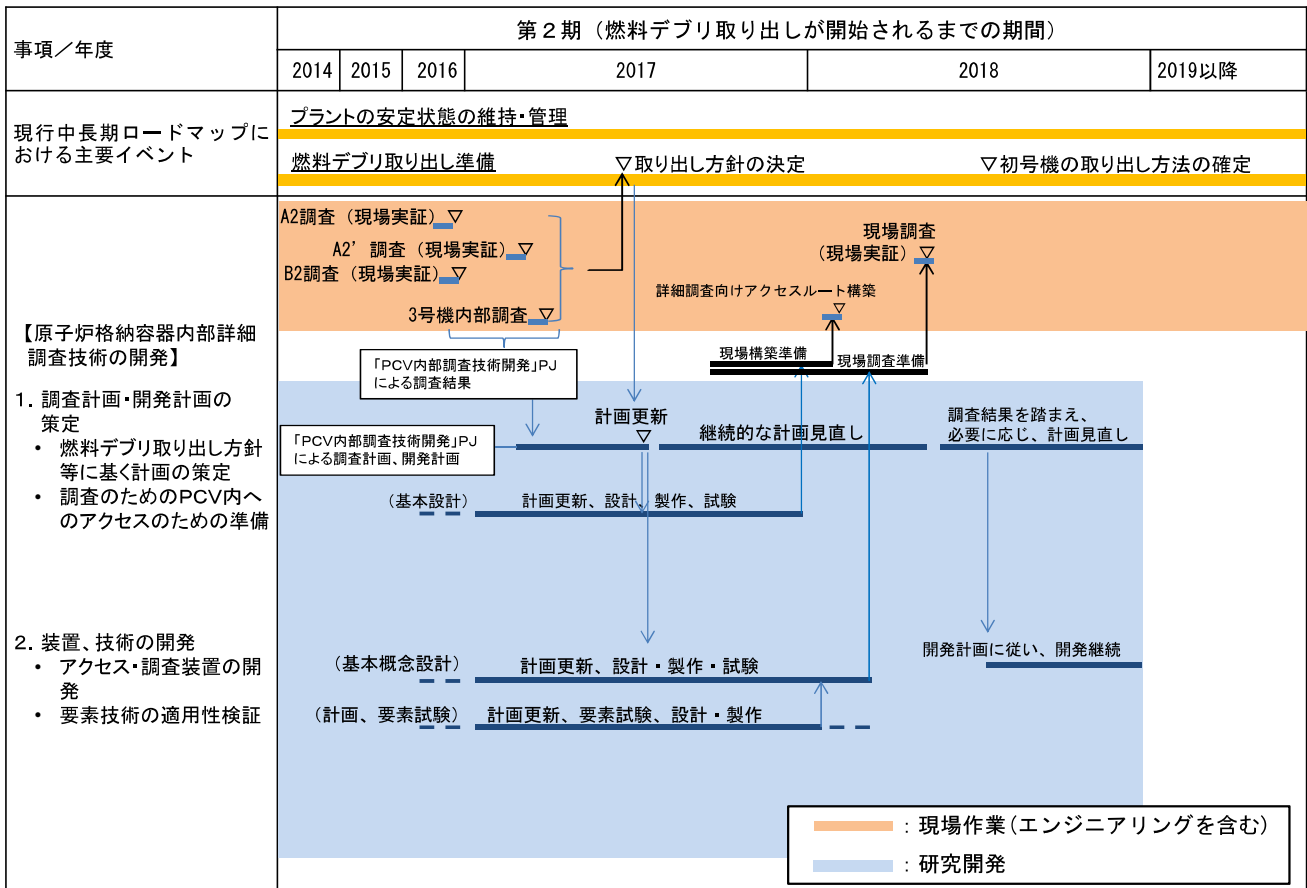 事項／年度
第２期（燃料デブリ取り出しが開始されるまでの期間）
2014
2015
2016
2017
2018
2019以降
現行中長期ロードマップに
おける主要イベント
プラントの安定状態の維持・管理
燃料デブリ取り出し準備
▽取り出し方針の決定
▽初号機の取り出し方法の確定
A2調査（現場実証）▽
A2’調査（現場実証）▽
B2調査（現場実証）▽
3号機内部調査 ▽
現場調査
（現場実証）▽
詳細調査向けアクセスルート構築
▽
【原子炉格納容器内部詳細
調査技術の開発】
現場構築準備
現場調査準備
「PCV内部調査技術開発」PJ
による調査結果
1．調査計画・開発計画の
策定
• 燃料デブリ取り出し方針
等に基く計画の策定
• 調査のためのPCV内へ
のアクセスのための準備
「PCV内部調査技術開発」PJ
による調査計画、開発計画
計画更新
▽
継続的な計画見直し
調査結果を踏まえ、
必要に応じ、計画見直し
（基本設計）
計画更新、設計、製作、試験
2．装置、技術の開発
• アクセス・調査装置の開
発
• 要素技術の適用性検証
（基本概念設計）
計画更新、設計・製作・試験
開発計画に従い、開発継続
（計画、要素試験）
計画更新、要素試験、設計・製作
：現場作業（エンジニアリングを含む）
：研究開発